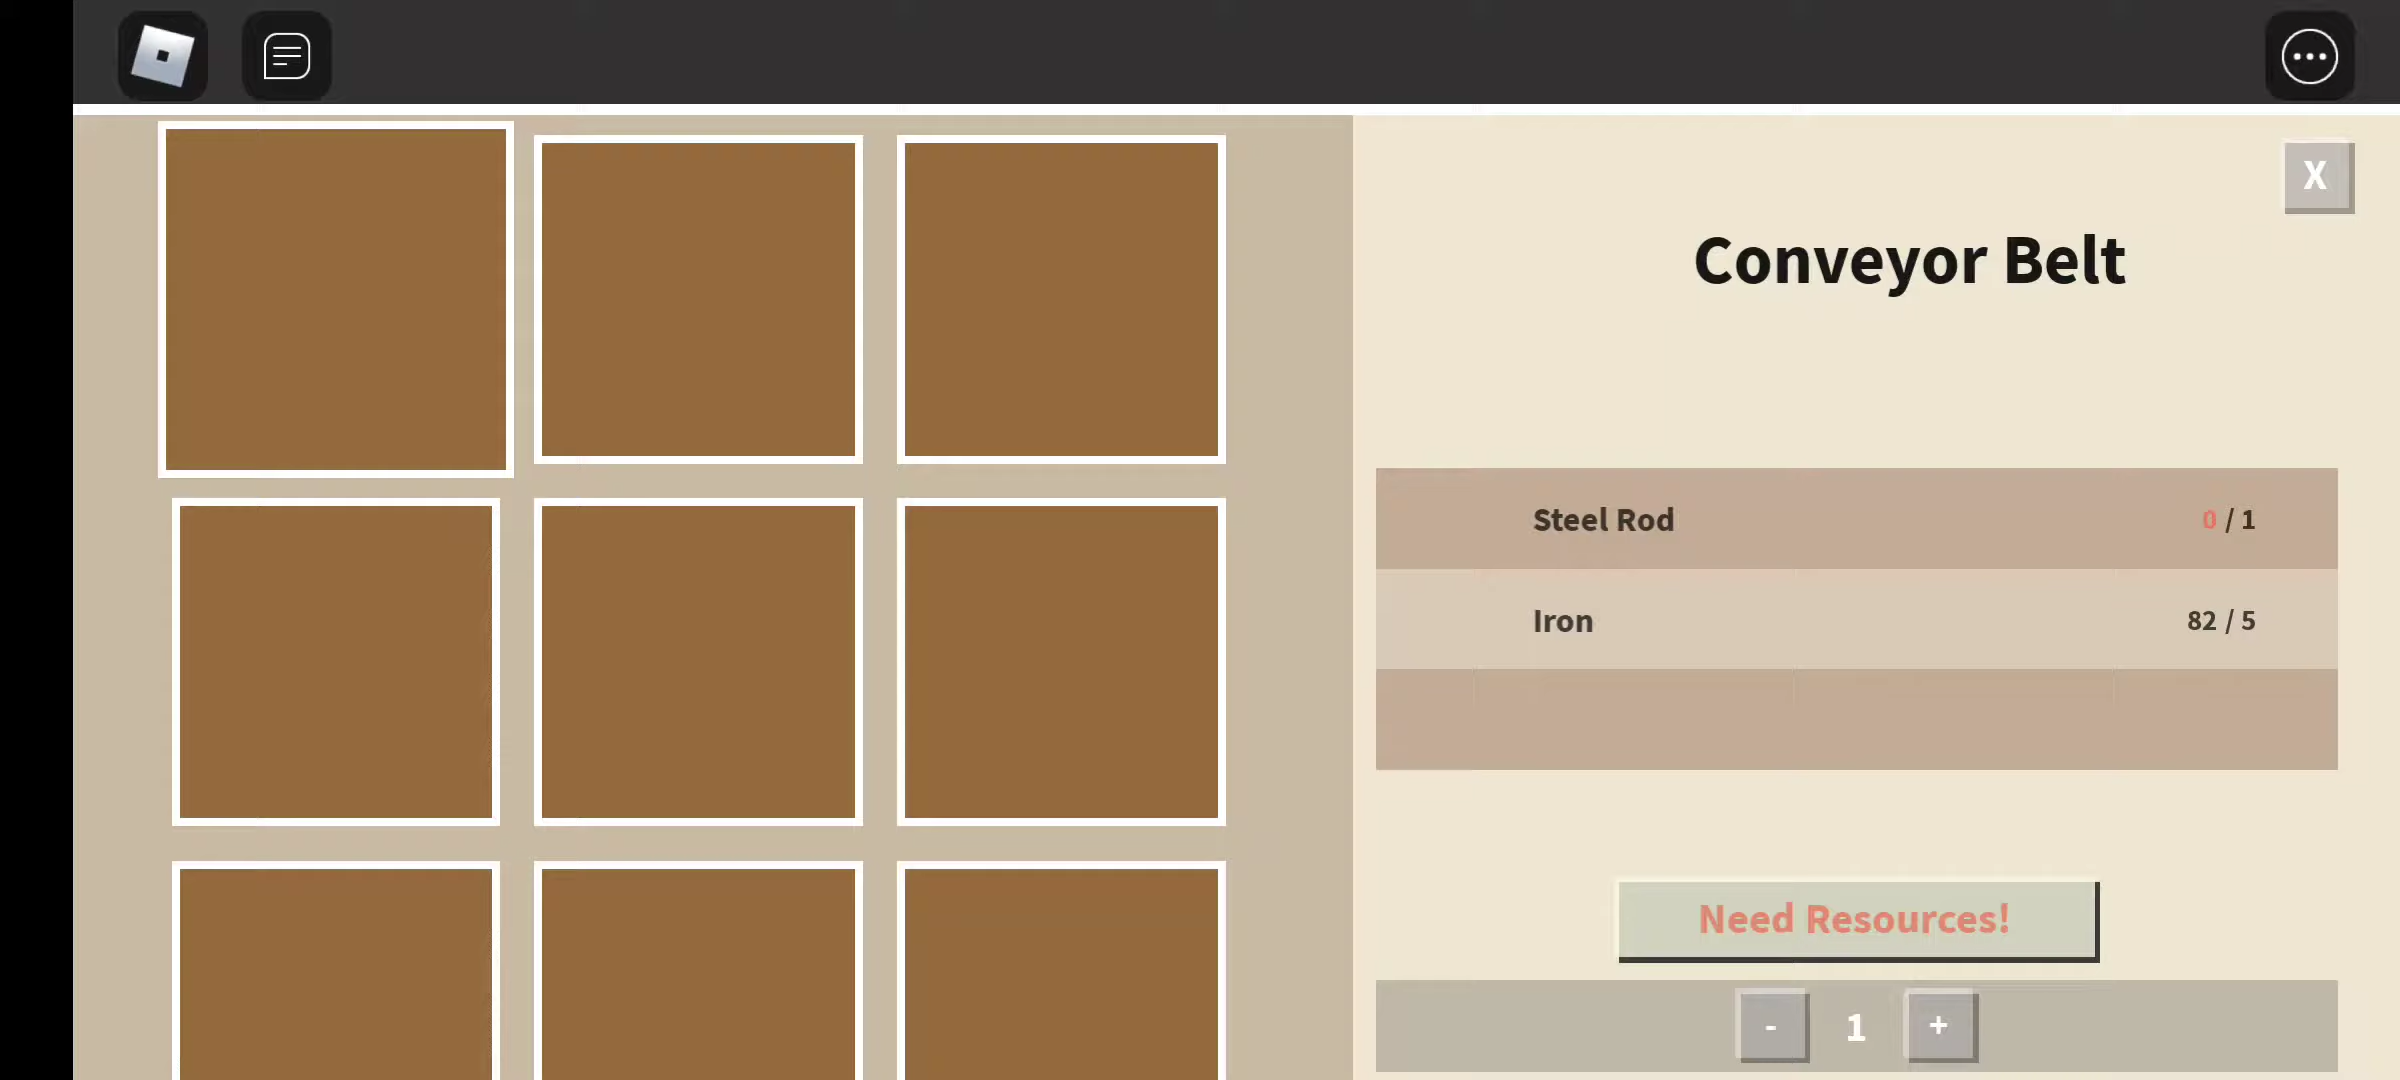 X
Conveyor Belt
Steel Rod 0 / 1
Iron 82 / 5
Need Resources!
- 1 +